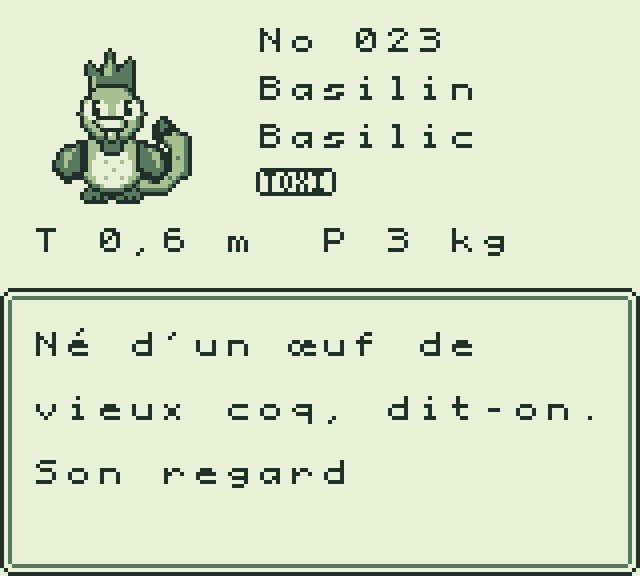 No 023
Basilin
Basilic
TOXI
T 0,6 m P 3 kg
Né d'un œuf de
vieux coq, dit-on.
Son regard